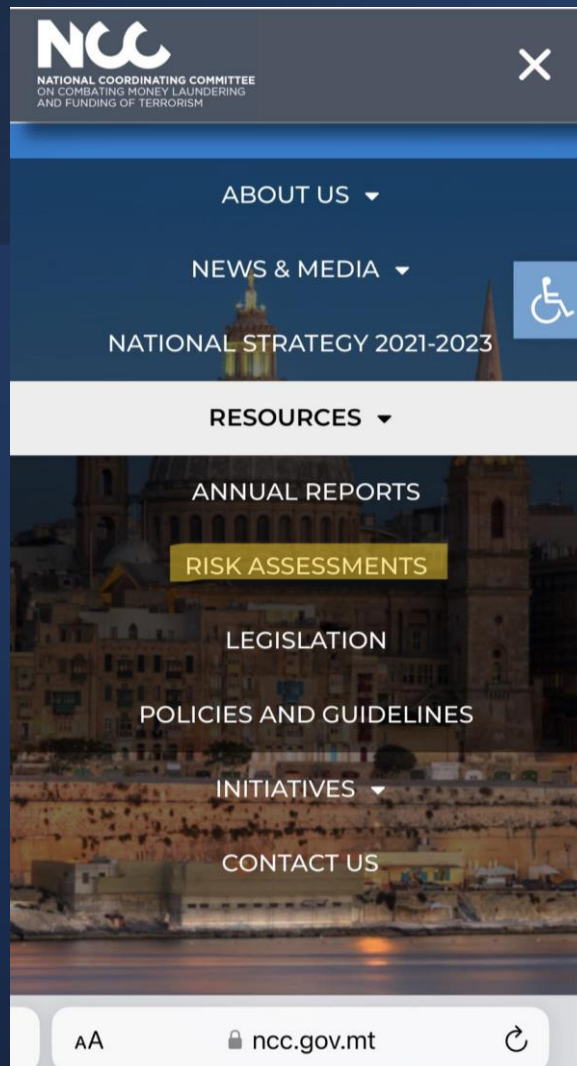 NCC
NATIONAL COORDINATING COMMITTEE
ON COMBATING MONEY LAUNDERING
AND FUNDING OF TERRORISM
ABOUT US
NEWS & MEDIA
NATIONAL STRATEGY 2021-2023
RESOURCES
ANNUAL REPORTS
RISK ASSESSMENTS
LEGISLATION
POLICIES AND GUIDELINES
INITIATIVES
CONTACT US
AA ncc.gov.mt